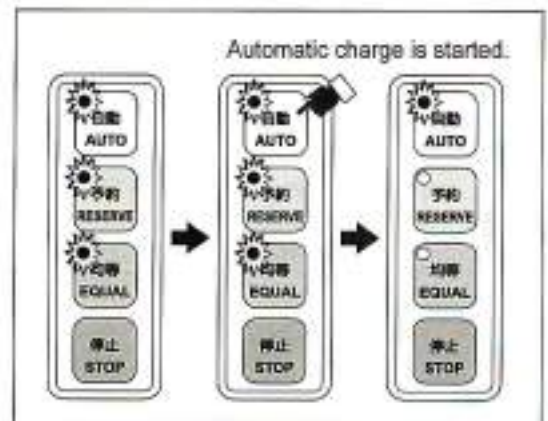 Automatic charge is started.
自動
AUTO
予約
RESERVE
均等
EQUAL
停止
STOP
自動
AUTO
予約
RESERVE
均等
EQUAL
停止
STOP
自動
AUTO
予約
RESERVE
均等
EQUAL
停止
STOP